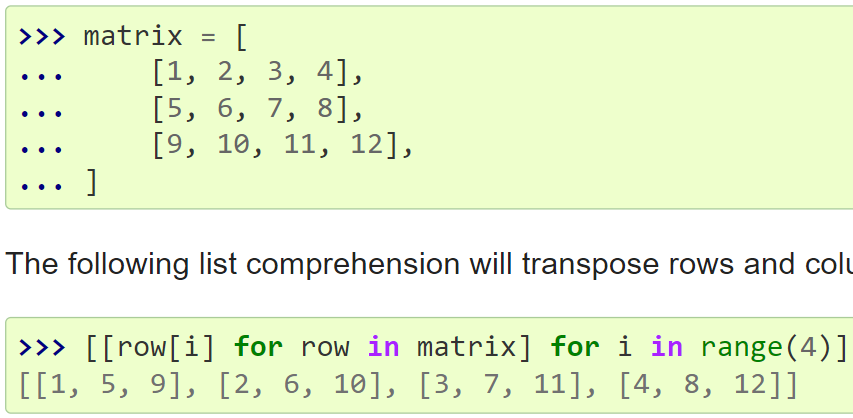 >>> matrix = [
...     [1, 2, 3, 4],
...     [5, 6, 7, 8],
...     [9, 10, 11, 12],
... ]
The following list comprehension will transpose rows and
>>> [[row[i] for row in matrix] for i in range(4)]
[[1, 5, 9], [2, 6, 10], [3, 7, 11], [4, 8, 12]]